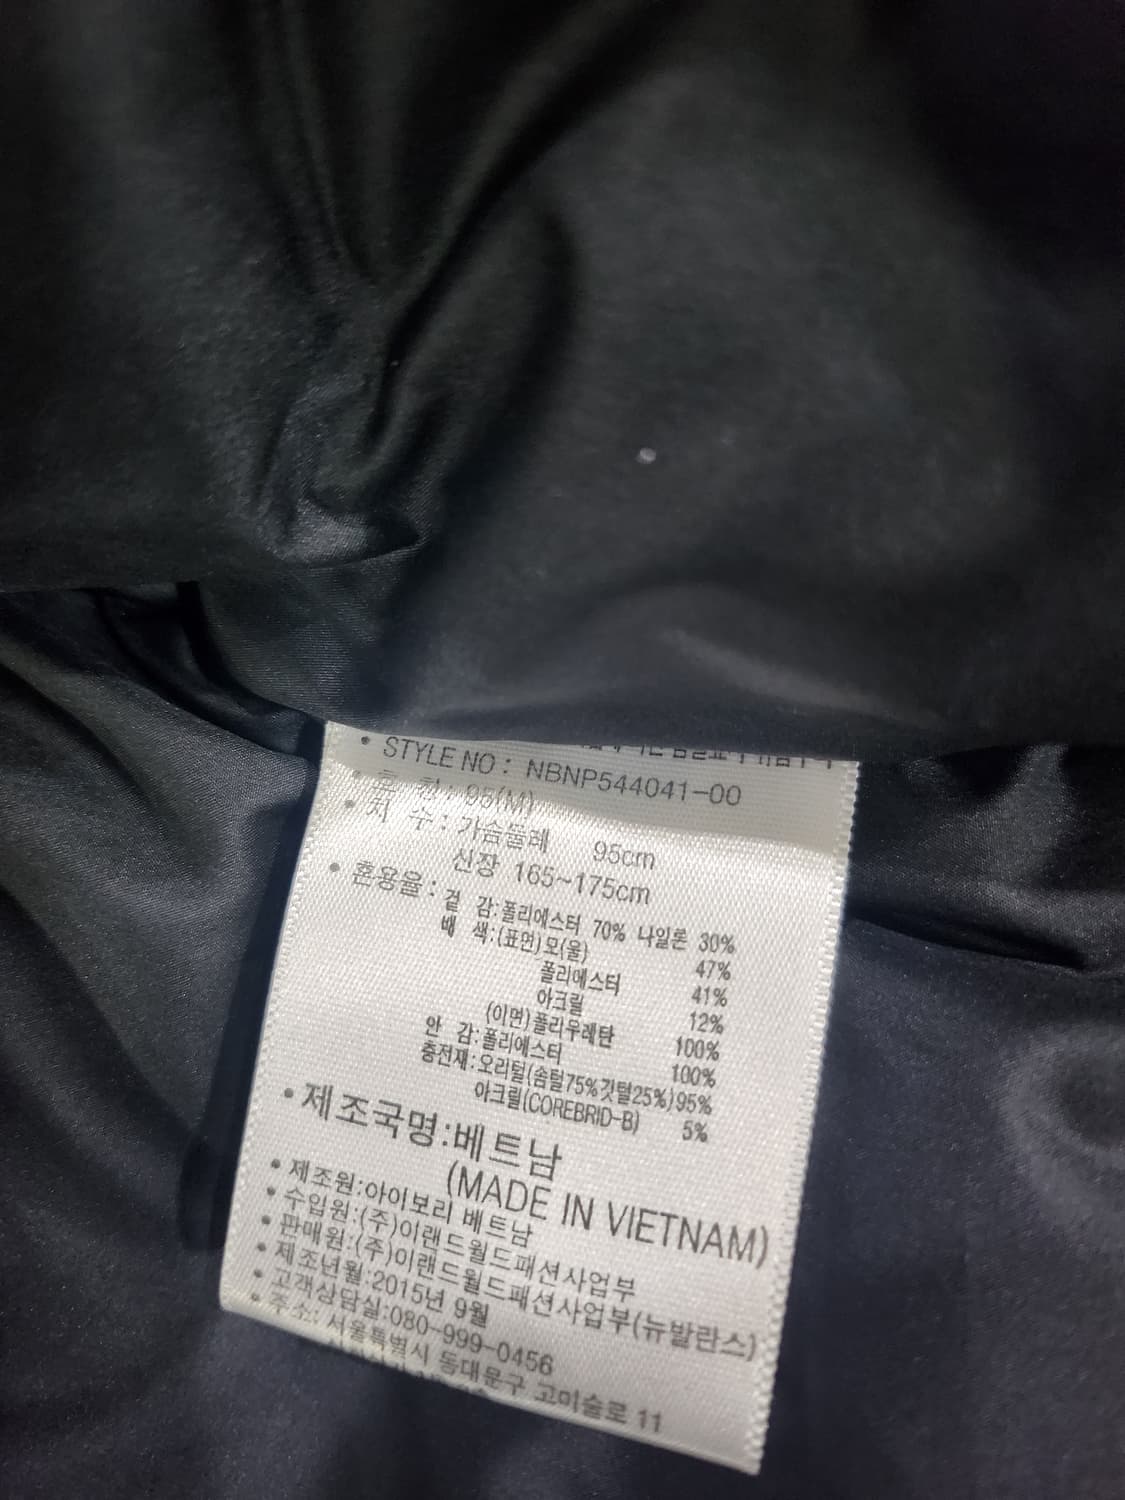 • STYLE NO : NBNP544041-00
• 호 칭 : 95(M)
• 치 수 : 가슴둘레 95cm
신장 165~175cm
• 혼용율 : 겉 감:폴리에스터 70% 나일론 30%
배 색:(표면)모(울) 47%
폴리에스터 41%
아크릴 12%
(이면)폴리우레탄 100%
안 감:폴리에스터 100%
충전재:오리털(솜털75%깃털25%)95%
아크릴(COREBRID-B) 5%
• 제조국명:베트남
(MADE IN VIETNAM)
• 제조원:아이보리 베트남
• 수입원:(주)이랜드월드패션사업부
• 판매원:(주)이랜드월드패션사업부(뉴발란스)
• 제조년월:2015년 9월
• 고객상담실:080-999-0456
• 주소: 서울특별시 동대문구 고미술로 11